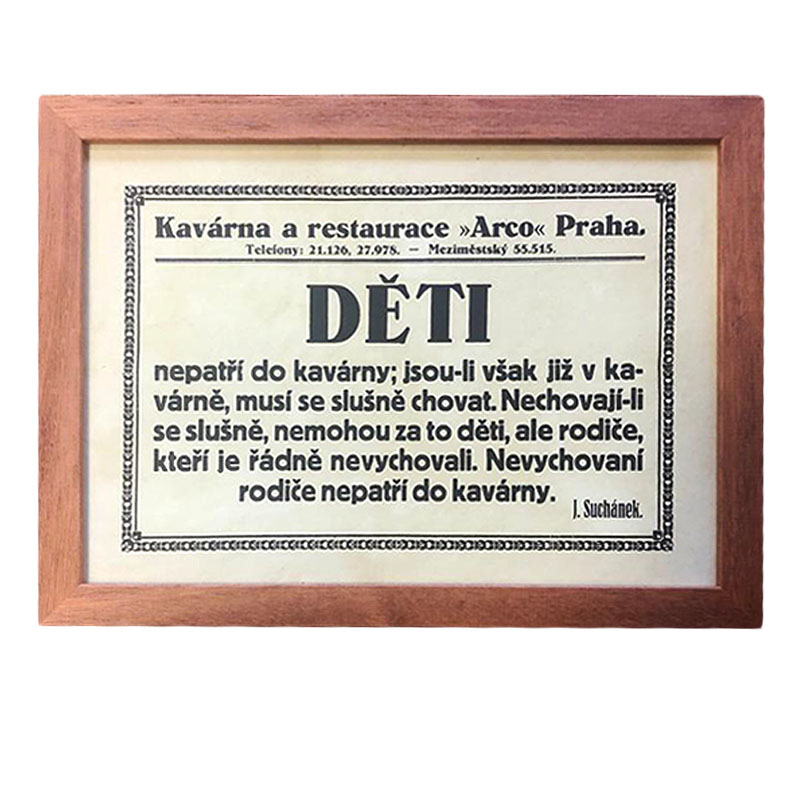 Kavárna a restaurace »Arco« Praha.
Telefony: 21.126, 27.978. — Meziměstský 55.515.
DĚTI
nepatří do kavárny; jsou-li však již v ka-
várně, musí se slušně chovat. Nechovají-li
se slušně, nemohou za to děti, ale rodiče,
kteří je řádně nevychovali. Nevychovaní
rodiče nepatří do kavárny.
J. Suchánek.